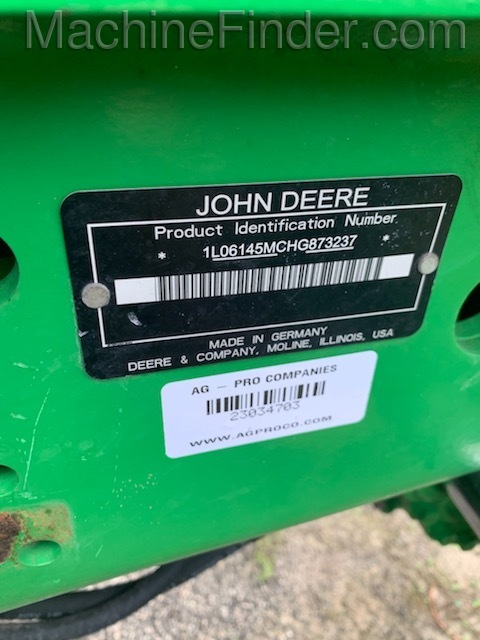 MachineFinder.com
JOHN DEERE
Product Identification Number
* 1L06145MCHG873237 *
MADE IN GERMANY
DEERE & COMPANY, MOLINE, ILLINOIS, USA
AG - PRO COMPANIES
23034703
WWW.AGPROCO.COM